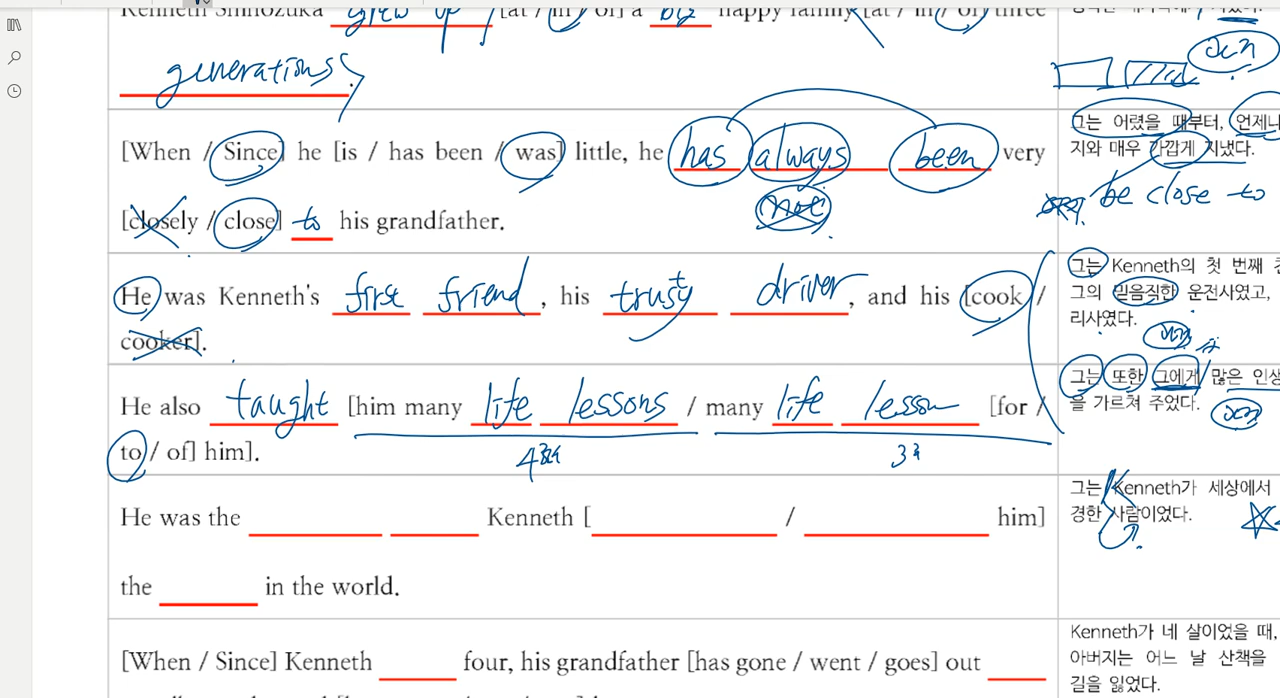 Kenneth Shinozuka grew up [at / in / of] a big happy family [at / in / of] three
generations.
[When / Since] he [is / has been / was] little, he has always been very
not
[closely / close] to his grandfather.
그는 어렸을 때부터, 언제나
지와 매우 가깝게 지냈다.
be close to
He was Kenneth's first friend, his trusty driver, and his [cook /
cooker].
그는 Kenneth의 첫 번째 친
그의 믿음직한 운전사였고,
리사였다.
He also taught [him many life lessons / many life lesson [for /
to / of] him].
4형식
3형
그는 또한 그에게 많은 인생
을 가르쳐 주었다.
He was the Kenneth [ / him]
the in the world.
그는 Kenneth가 세상에서
경한 사람이었다.
[When / Since] Kenneth four, his grandfather [has gone / went / goes] out
Kenneth가 네 살이었을 때,
아버지는 어느 날 산책을
길을 잃었다.